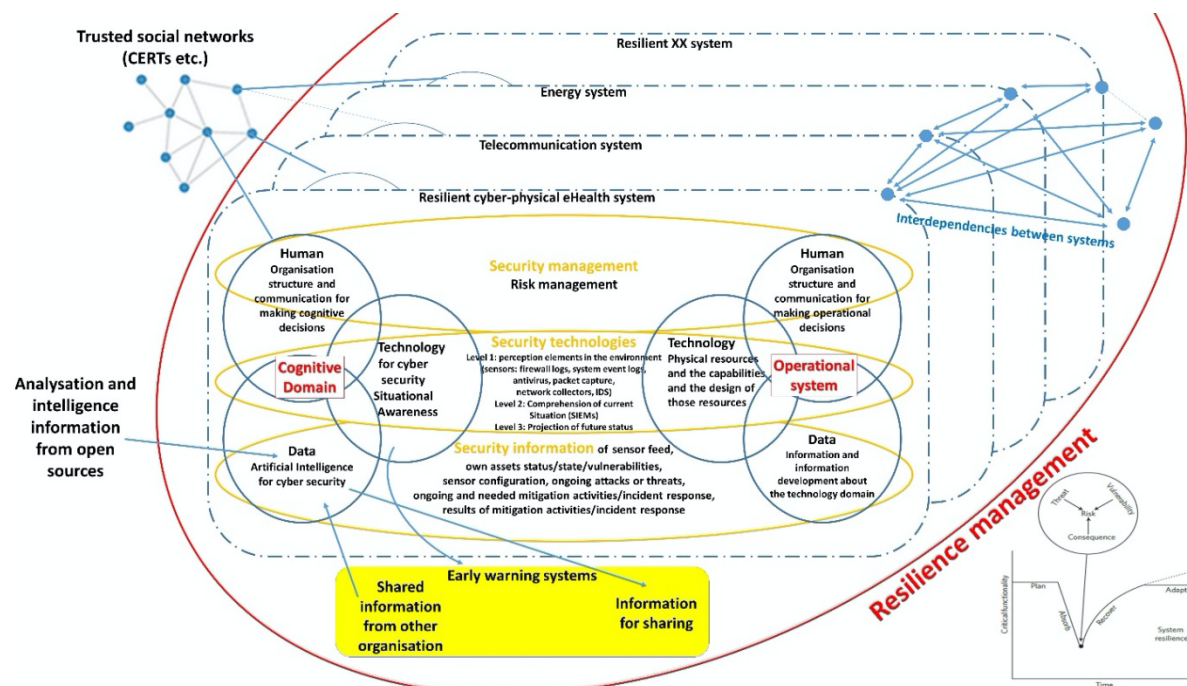 Trusted social networks
(CERTs etc.)
Resilient XX system
Energy system
Telecommunication system
Resilient cyber-physical eHealth system
Interdependencies between systems
Human
Organisation
structure and
communication for
making cognitive
decisions
Security management
Risk management
Human
Organisation
structure and
communication for
making operational
decisions
Cognitive
Domain
Technology
for cyber
security
Situational
Awareness
Security technologies
Level 1: perception elements in the environment
(sensors: firewall logs, system event logs,
antivirus, packet capture,
network collectors, IDS)
Level 2: Comprehension of current
Situation (SIEMs)
Level 3: Projection of future status
Technology
Physical resources
and the capabilities
and the design of
those resources
Operational
system
Analysation and
intelligence
information
from open
sources
Data
Artificial Intelligence
for cyber security
Security information of sensor feed,
own assets status/state/vulnerabilities,
sensor configuration, ongoing attacks or threats,
ongoing and needed mitigation activities/incident response,
results of mitigation activities/incident response
Data
Information and
information
development about
the technology domain
Early warning systems
Shared
information
from other
organisation
Information
for sharing
Resilience management
Threat
Vulnerability
Risk
Consequence
Critical functionality
Plan
Absorb
Recover
Adapt
System
resilience
Time